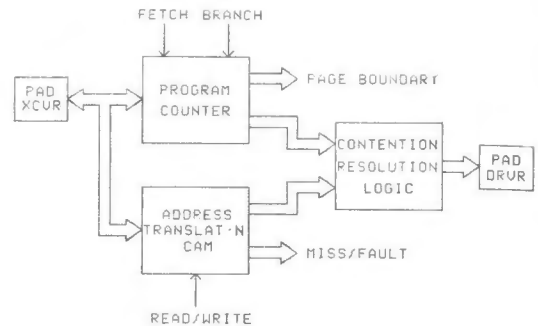 FETCH BRANCH
PAD
XCVR
PROGRAM
COUNTER
PAGE BOUNDARY
CONTENTION
RESOLUTION
LOGIC
PAD
DRVR
ADDRESS
TRANSLAT·N
CAM
MISS/FAULT
READ/WRITE